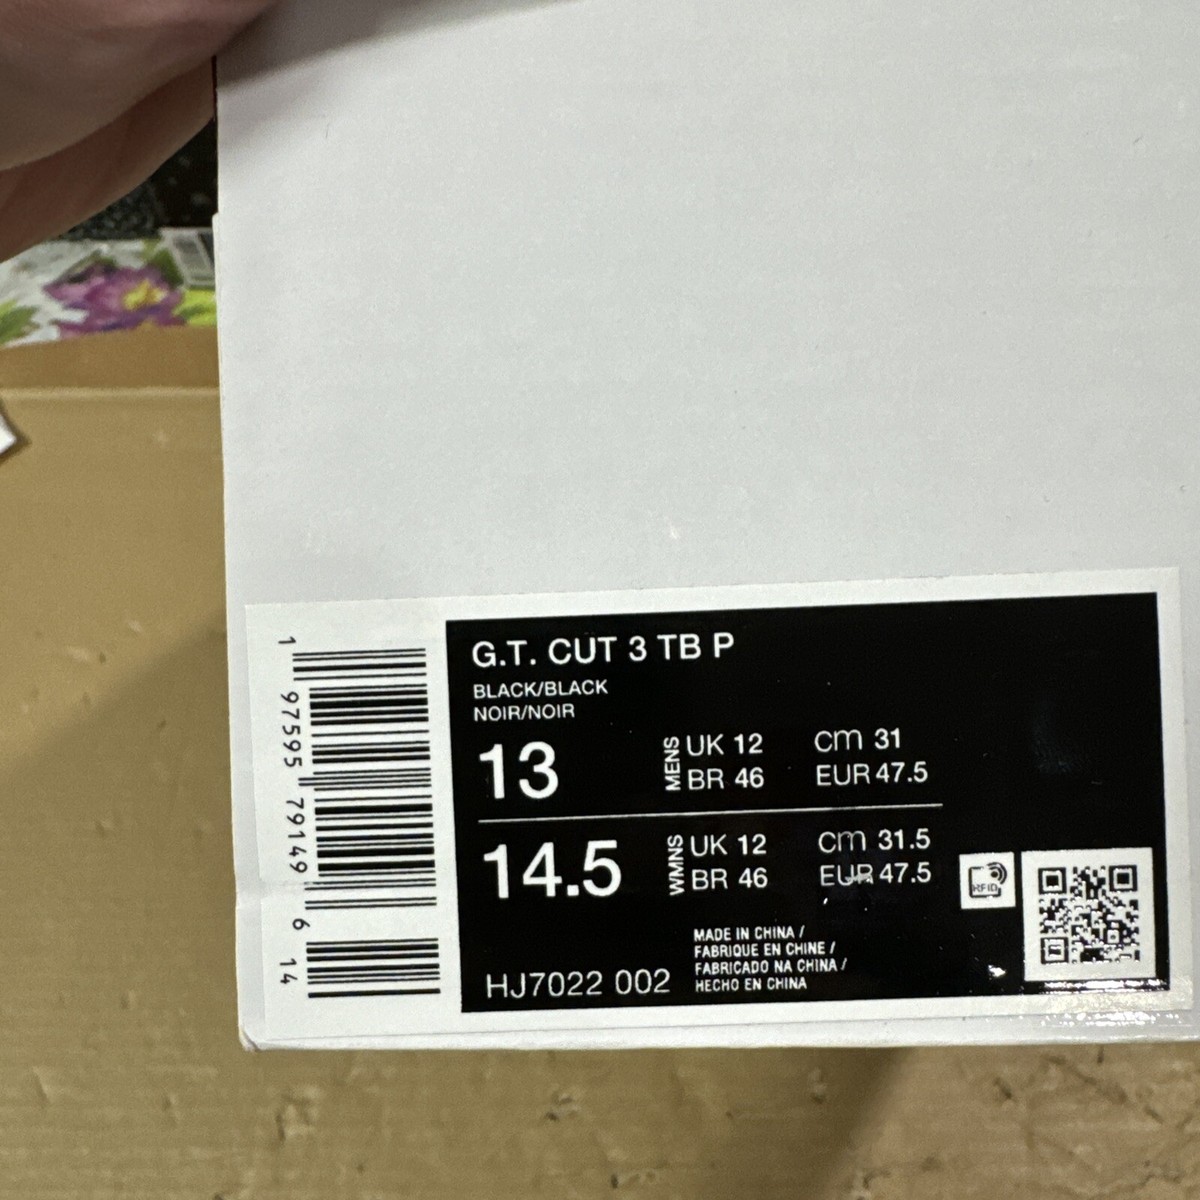 1 97595 79149 6 14
G.T. CUT 3 TB P
BLACK/BLACK
NOIR/NOIR
13 MENS UK 12 cm 31
BR 46 EUR 47.5
14.5 WMNS UK 12 cm 31.5
BR 46 EUR 47.5
RFID
MADE IN CHINA /
FABRIQUE EN CHINE /
FABRICADO NA CHINA /
HECHO EN CHINA
HJ7022 002